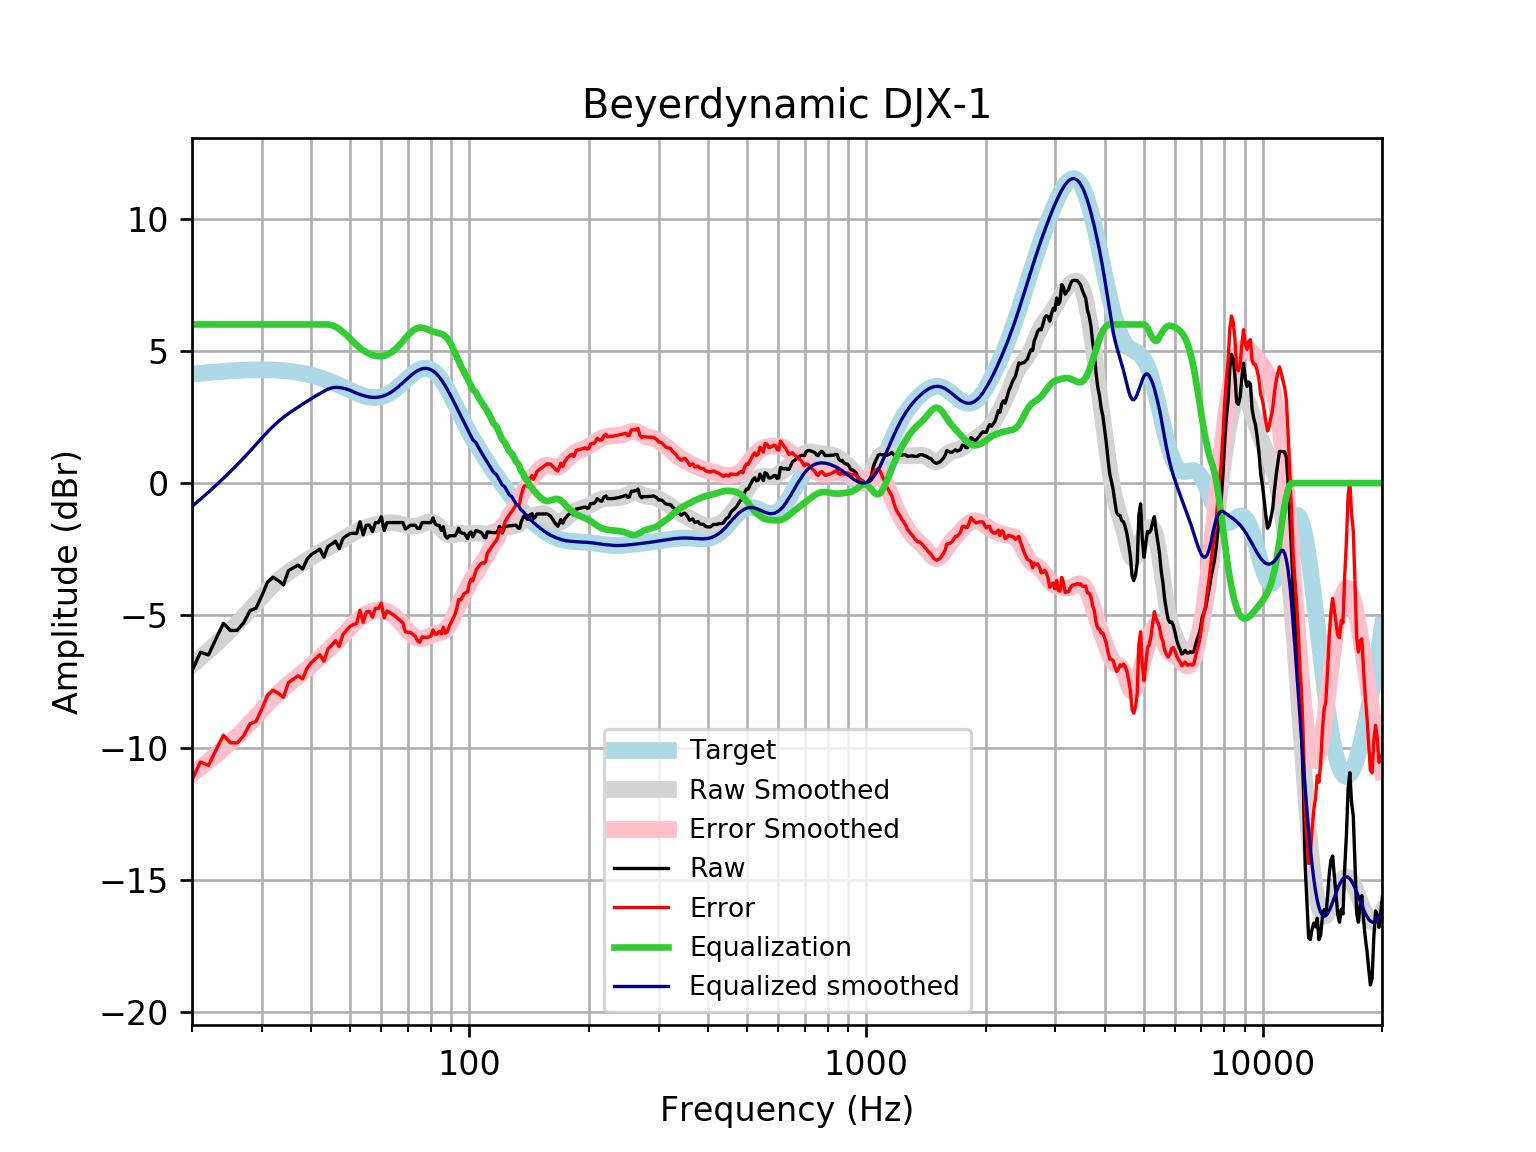 Beyerdynamic DJX-1
Amplitude (dBr)
10
5
0
−5
−10
−15
−20
Target
Raw Smoothed
Error Smoothed
Raw
Error
Equalization
Equalized smoothed
100
1000
10000
Frequency (Hz)